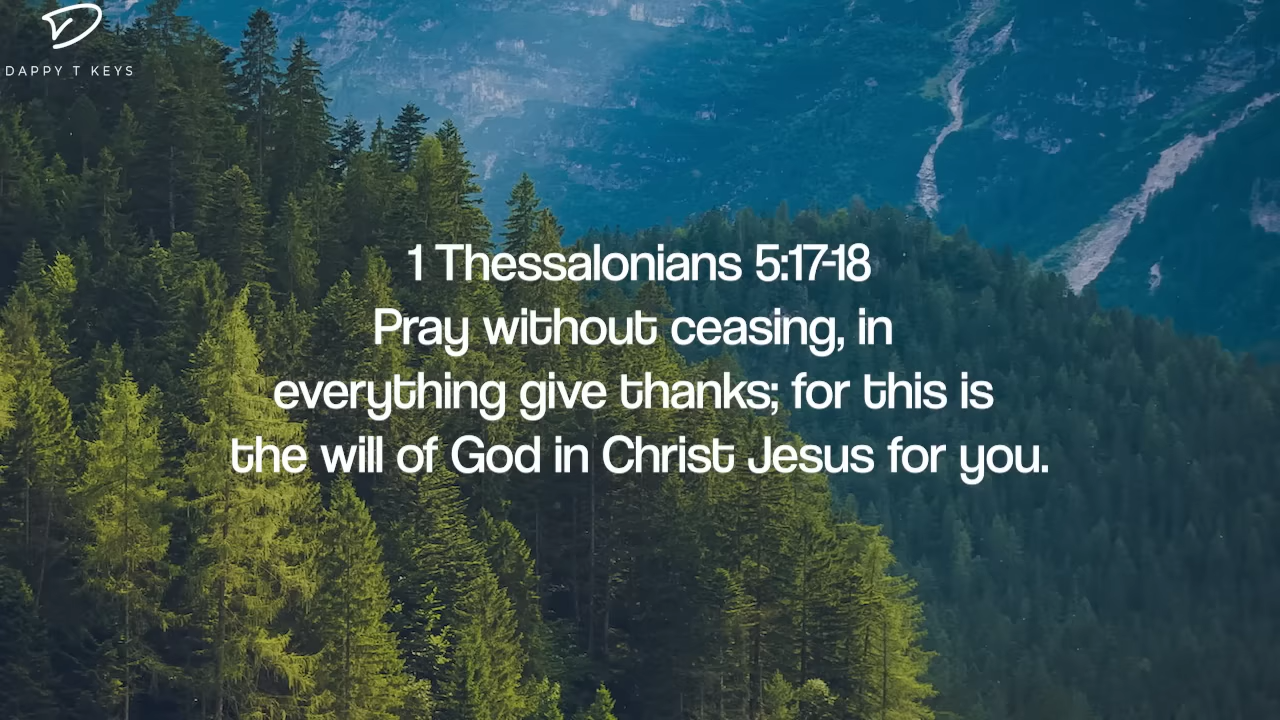 DAPPY T KEYS
1 Thessalonians 5:17-18
Pray without ceasing, in
everything give thanks; for this is
the will of God in Christ Jesus for you.